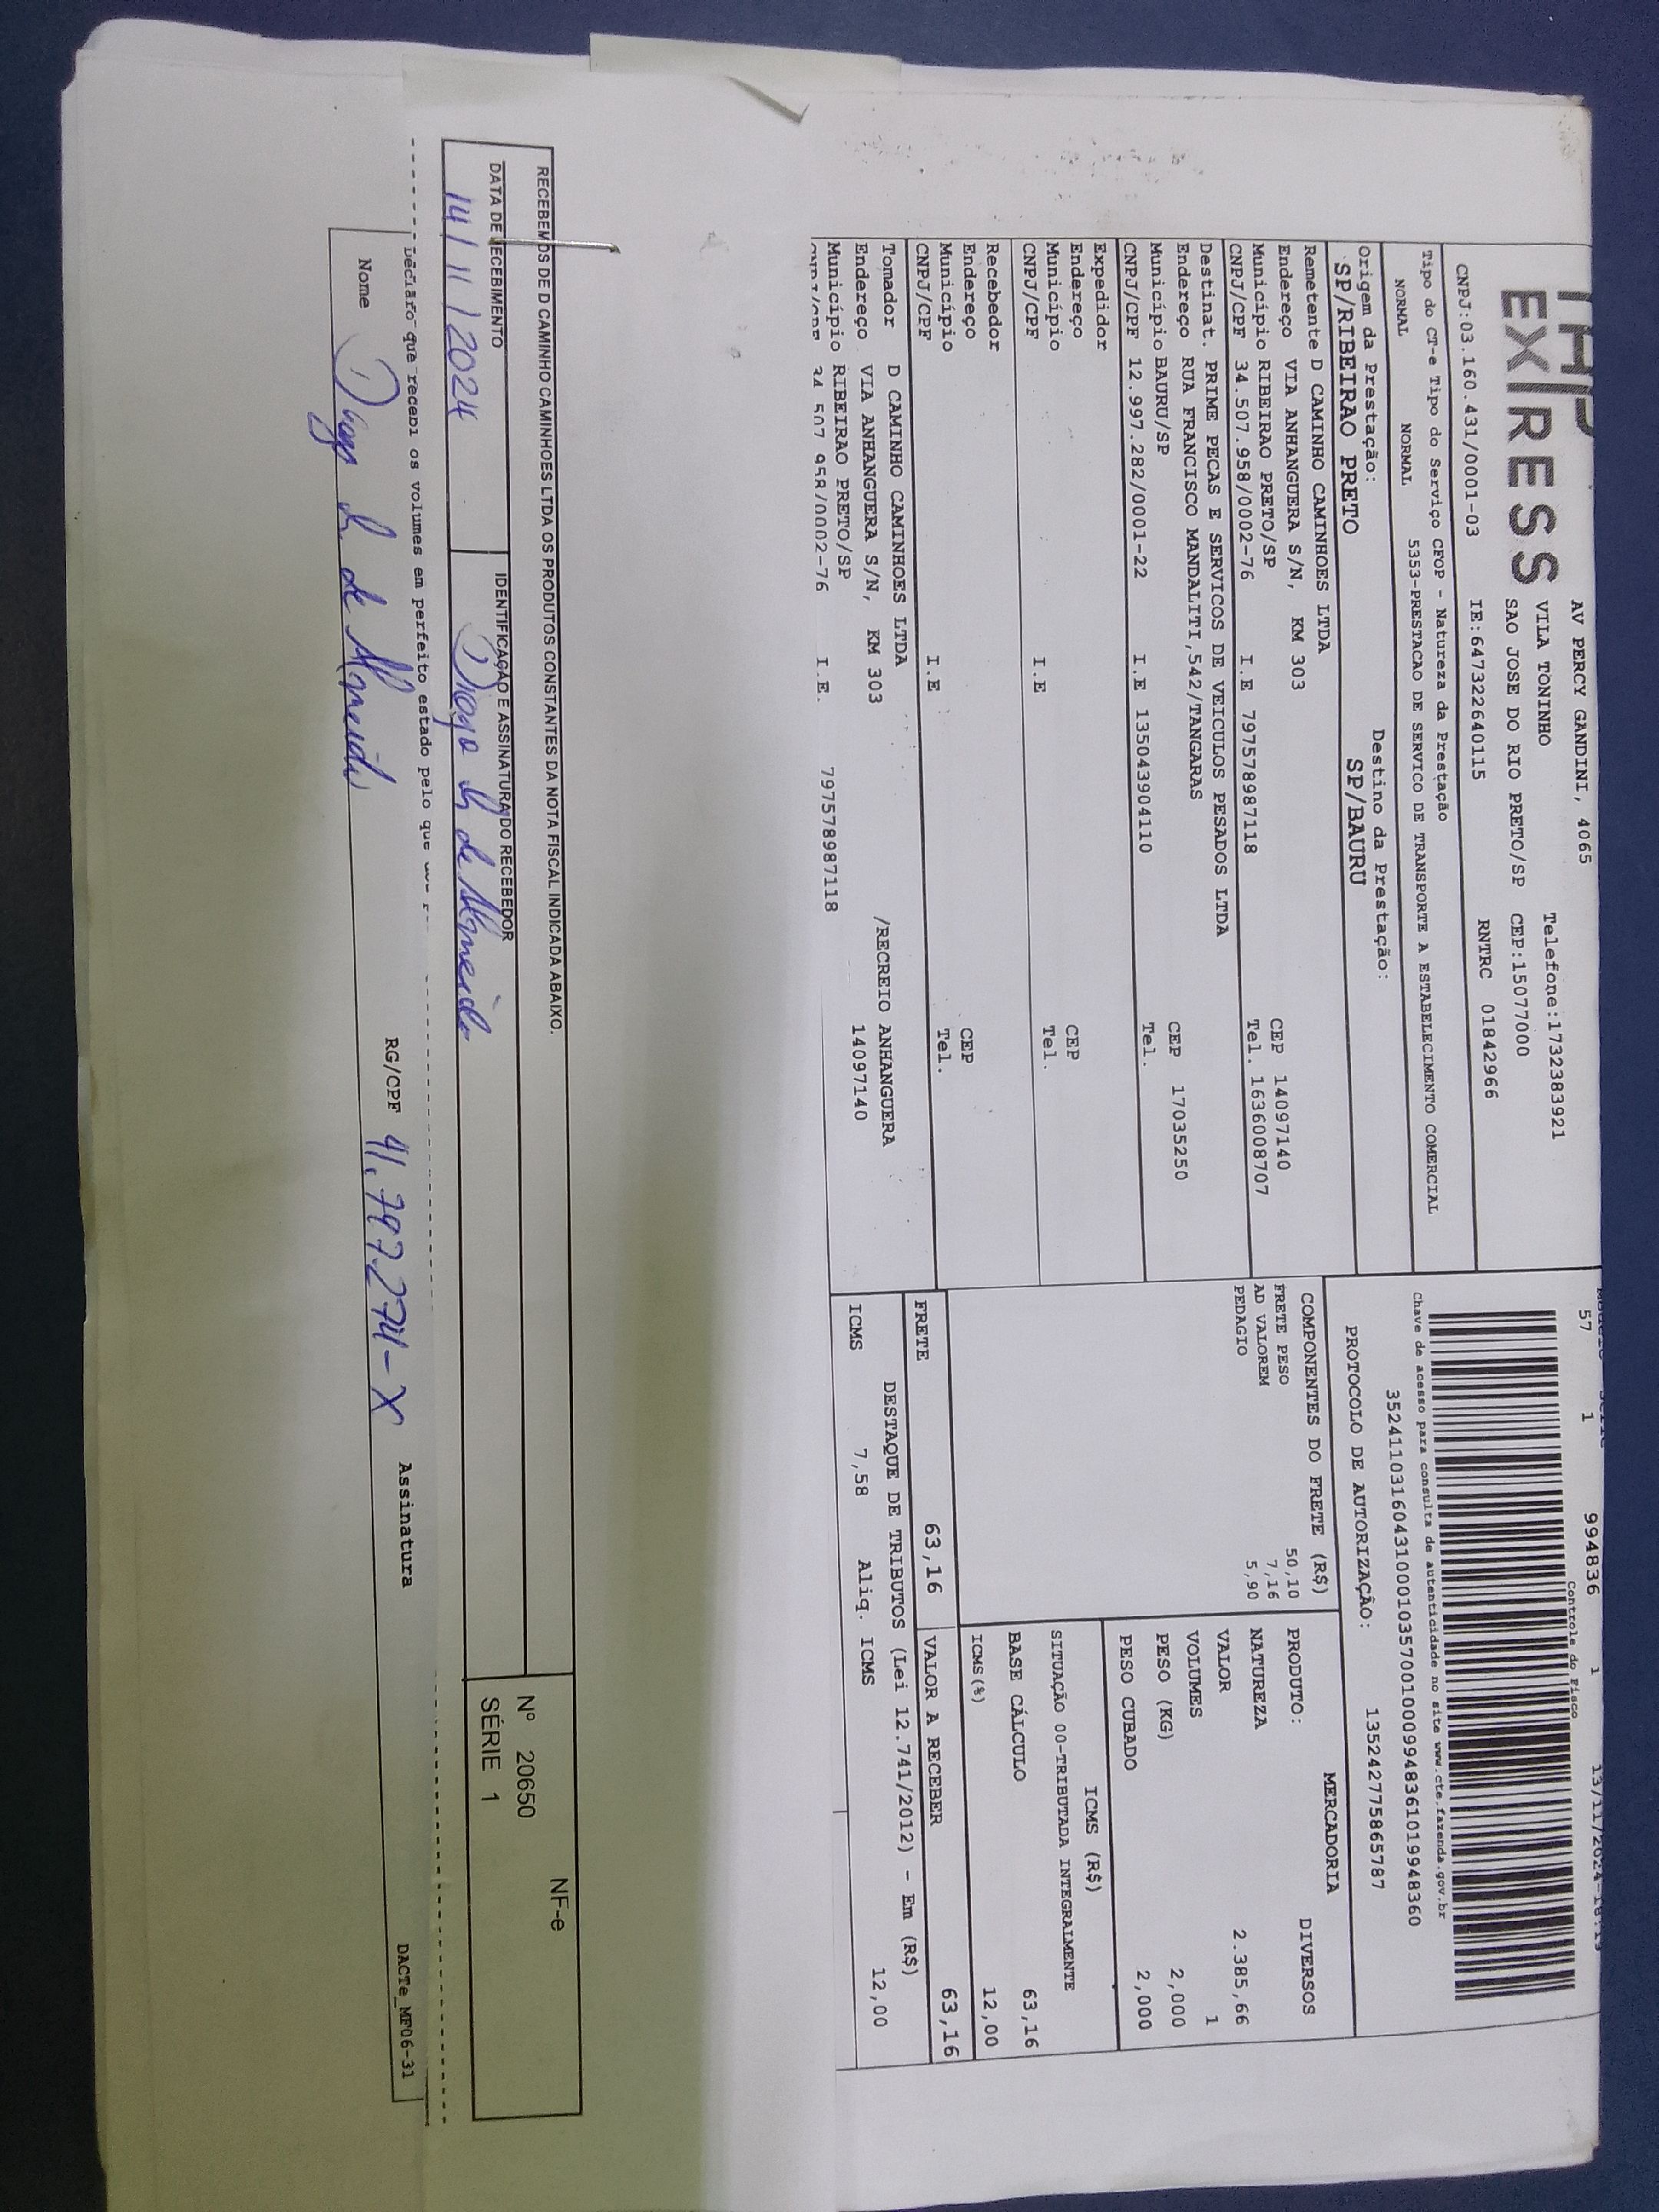 EXPRESS
AV PERCY GANDINI, 4065
VILA TONINHO Telefone:1732383921
SAO JOSE DO RIO PRETO/SP CEP:15077000
CNPJ:03.160.431/0001-03 IE:647322640115 RNTRC 01842966
57 1 994836 1 13/11/2024
Controle do Fisco
Chave de acesso para consulta de autenticidade no site www.cte.fazenda.gov.br
35241103160431000103570010009948361019948360
PROTOCOLO DE AUTORIZAÇÃO: 135242775865787
Tipo do CT-e Tipo do Serviço CFOP - Natureza da Prestação
NORMAL NORMAL 5353-PRESTACAO DE SERVICO DE TRANSPORTE A ESTABELECIMENTO COMERCIAL
Origem da Prestação: Destino da Prestação:
SP/RIBEIRAO PRETO SP/BAURU
Remetente D CAMINHO CAMINHOES LTDA
Endereço VIA ANHANGUERA S/N, KM 303 CEP 14097140
Município RIBEIRAO PRETO/SP Tel. 1636008707
CNPJ/CPF 34.507.958/0002-76 I.E 797578987118
Destinat. PRIME PECAS E SERVICOS DE VEICULOS PESADOS LTDA
Endereço RUA FRANCISCO MANDALITI,542/TANGARAS CEP 17035250
Município BAURU/SP Tel.
CNPJ/CPF 12.997.282/0001-22 I.E 135043904110
Expedidor
Endereço CEP
Município Tel.
CNPJ/CPF I.E
Recebedor
Endereço CEP
Município Tel.
CNPJ/CPF I.E
Tomador D CAMINHO CAMINHOES LTDA /RECREIO ANHANGUERA
Endereço VIA ANHANGUERA S/N, KM 303 14097140
Município RIBEIRAO PRETO/SP
CNPJ/CPF 34.507.958/0002-76 I.E. 797578987118
COMPONENTES DO FRETE (R$)
FRETE PESO 50,10
AD VALOREM 7,16
PEDAGIO 5,90
MERCADORIA
PRODUTO: DIVERSOS
NATUREZA
VALOR 2.385,66
VOLUMES 1
PESO (KG) 2,000
PESO CUBADO 2,000
ICMS (R$)
SITUAÇÃO 00-TRIBUTADA INTEGRALMENTE
BASE CÁLCULO 63,16
ICMS(%) 12,00
FRETE 63,16 VALOR A RECEBER 63,16
DESTAQUE DE TRIBUTOS (Lei 12.741/2012) - Em (R$)
ICMS 7,58 Aliq. ICMS 12,00
RECEBEMOS DE D CAMINHO CAMINHOES LTDA OS PRODUTOS CONSTANTES DA NOTA FISCAL INDICADA ABAIXO.
DATA DE RECEBIMENTO IDENTIFICAÇÃO E ASSINATURA DO RECEBEDOR
14/11/2024 Diogo de Almeida
NF-e
Nº 20650
SÉRIE 1
Declaro que recebi os volumes em perfeito estado pelo que
Nome Diogo de Almeida RG/CPF 41.797.274-X Assinatura
DACTe_MF06-31